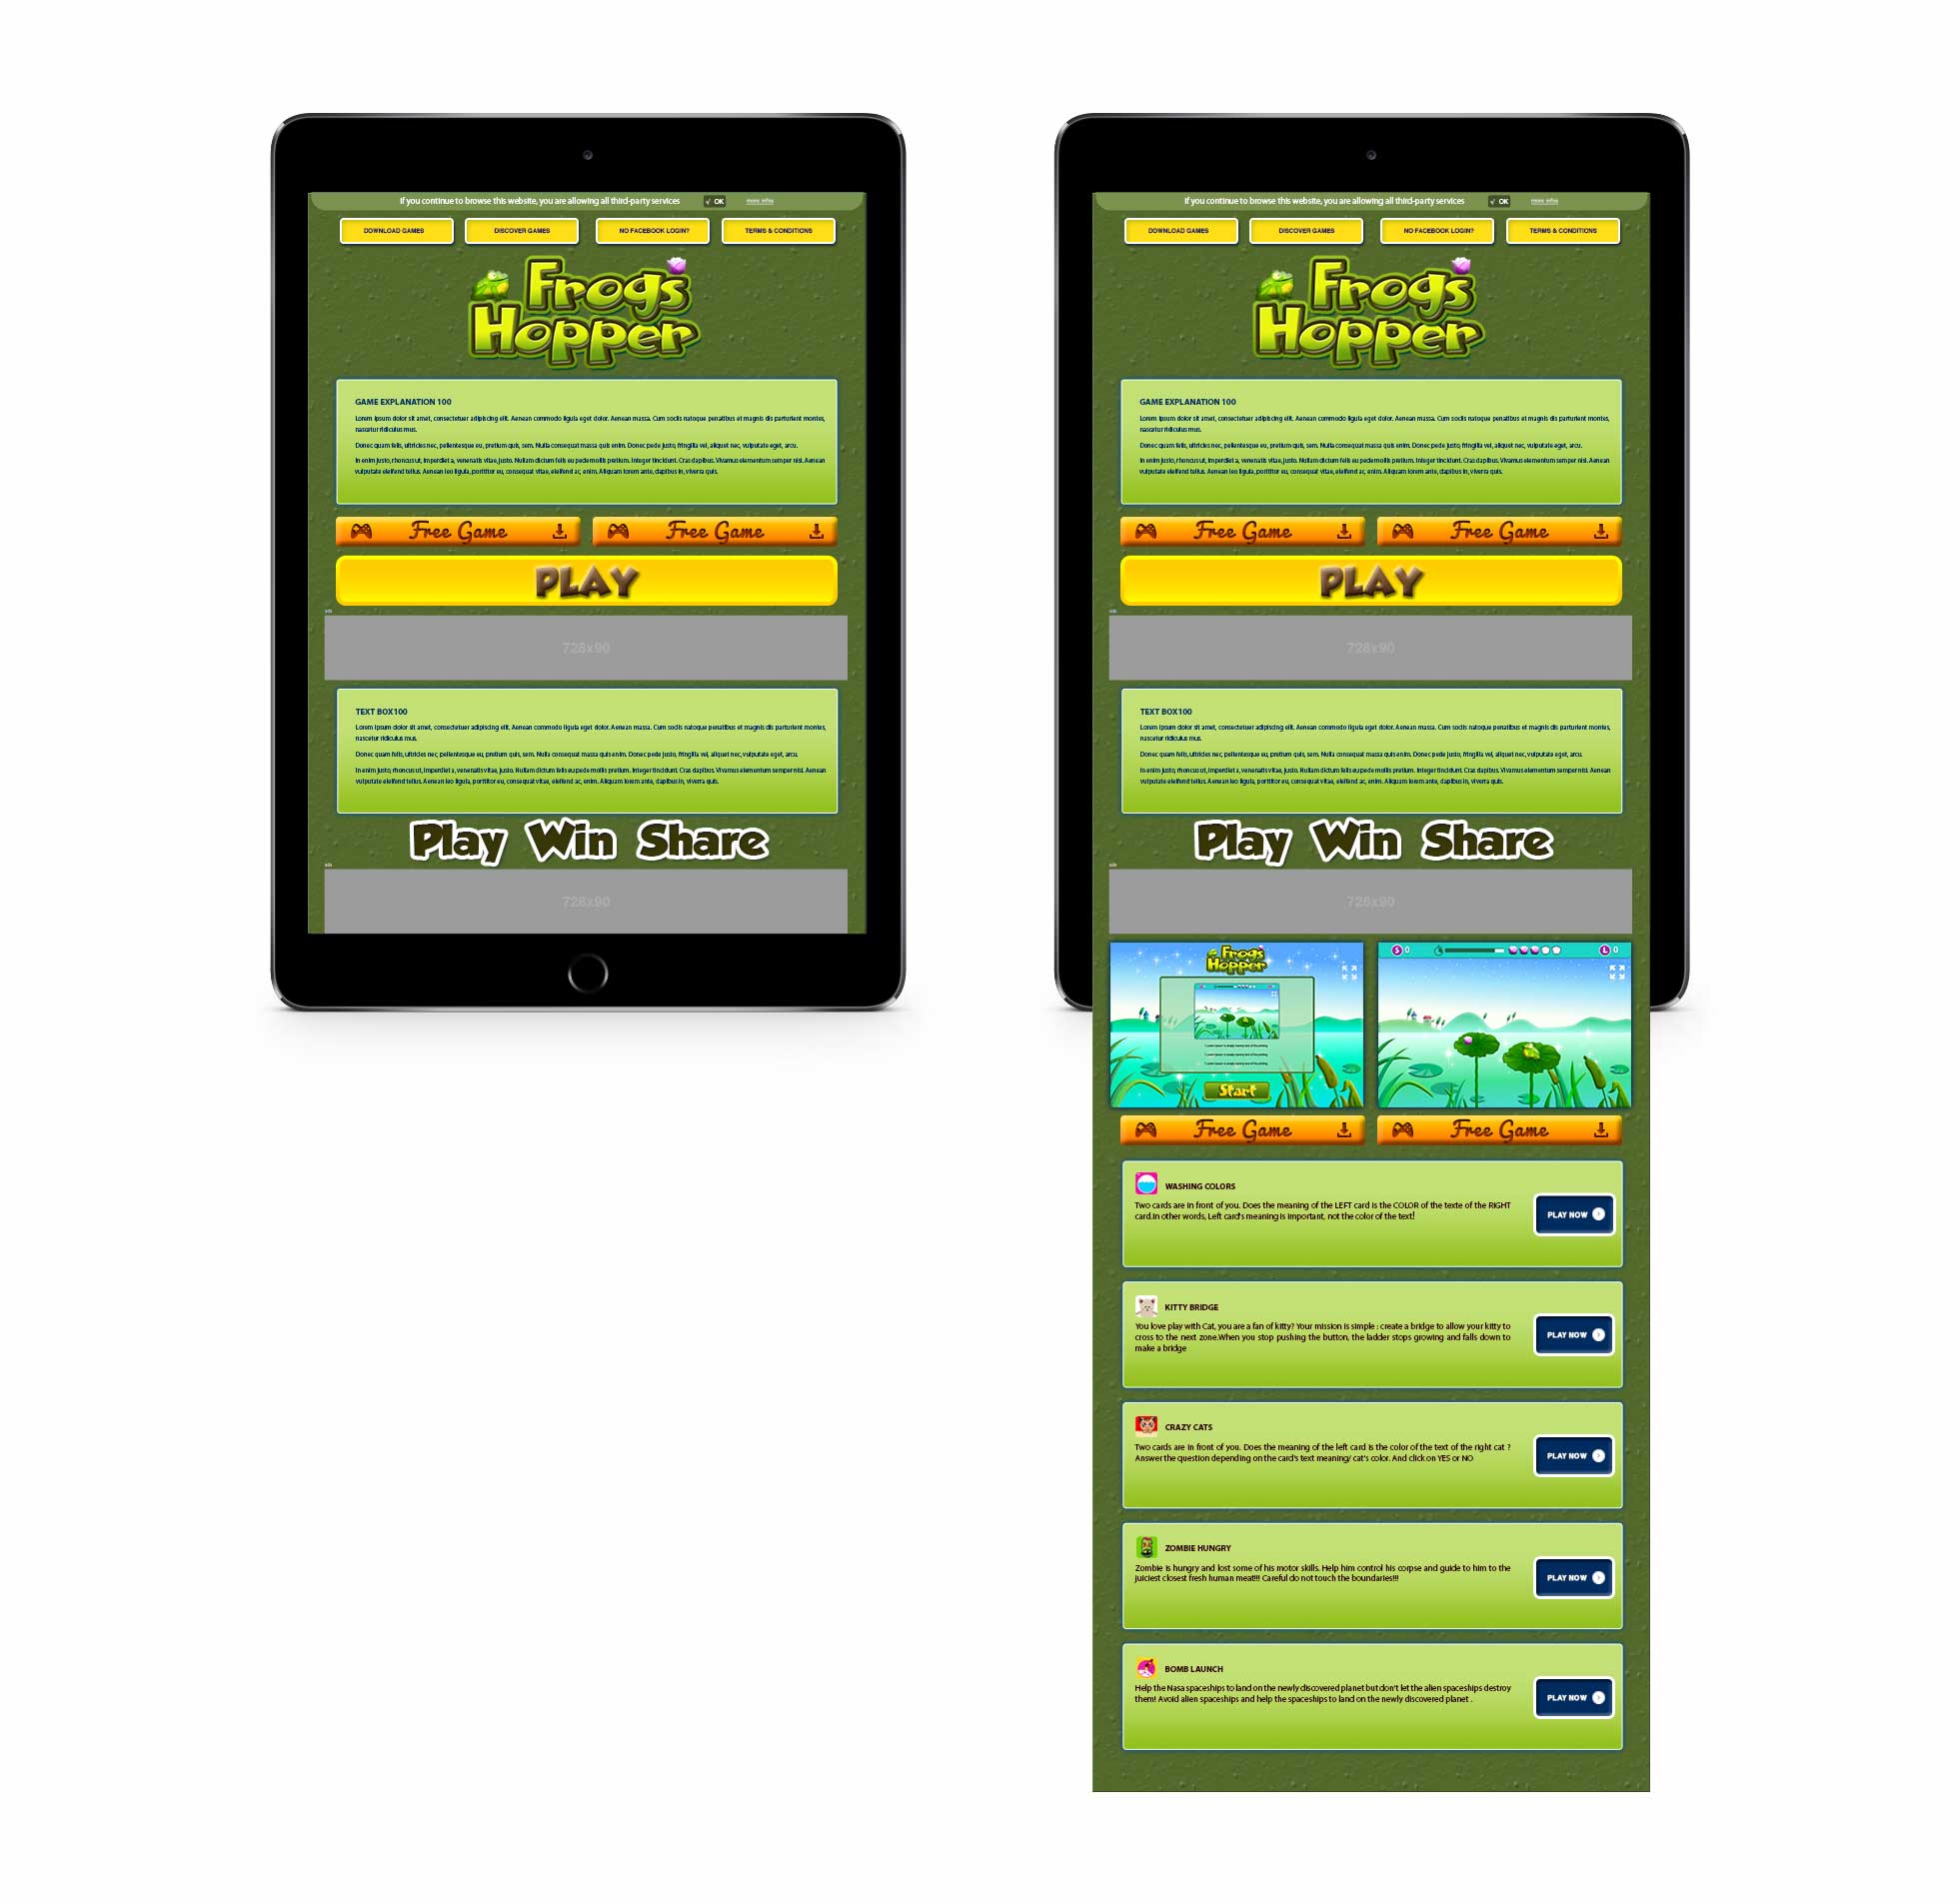 If you continue to browse this website, you are allowing all third-party services
OK
more infos
DOWNLOAD GAMES
DISCOVER GAMES
NO FACEBOOK LOGIN?
TERMS & CONDITIONS
Frogs
Hopper
GAME EXPLANATION 100
Lorem ipsum dolor sit amet, consectetuer adipiscing elit. Aenean commodo ligula eget dolor. Aenean massa. Cum sociis natoque penatibus et magnis dis parturient montes,
nascetur ridiculus mus.
Donec quam felis, ultricies nec, pellentesque eu, pretium quis, sem. Nulla consequat massa quis enim. Donec pede justo, fringilla vel, aliquet nec, vulputate eget, arcu.
In enim justo, rhoncus ut, imperdiet a, venenatis vitae, justo. Nullam dictum felis eu pede mollis pretium. Integer tincidunt. Cras dapibus. Vivamus elementum semper nisi. Aenean
vulputate eleifend tellus. Aenean leo ligula, porttitor eu, consequat vitae, eleifend ac, enim. Aliquam lorem ante, dapibus in, viverra quis.
Free Game
Free Game
PLAY
ads
728x90
TEXT BOX100
Lorem ipsum dolor sit amet, consectetuer adipiscing elit. Aenean commodo ligula eget dolor. Aenean massa. Cum sociis natoque penatibus et magnis dis parturient montes,
nascetur ridiculus mus.
Donec quam felis, ultricies nec, pellentesque eu, pretium quis, sem. Nulla consequat massa quis enim. Donec pede justo, fringilla vel, aliquet nec, vulputate eget, arcu.
In enim justo, rhoncus ut, imperdiet a, venenatis vitae, justo. Nullam dictum felis eu pede mollis pretium. Integer tincidunt. Cras dapibus. Vivamus elementum semper nisi. Aenean
vulputate eleifend tellus. Aenean leo ligula, porttitor eu, consequat vitae, eleifend ac, enim. Aliquam lorem ante, dapibus in, viverra quis.
Play Win Share
ads
728x90
If you continue to browse this website, you are allowing all third-party services
OK
more infos
DOWNLOAD GAMES
DISCOVER GAMES
NO FACEBOOK LOGIN?
TERMS & CONDITIONS
Frogs
Hopper
GAME EXPLANATION 100
Lorem ipsum dolor sit amet, consectetuer adipiscing elit. Aenean commodo ligula eget dolor. Aenean massa. Cum sociis natoque penatibus et magnis dis parturient montes,
nascetur ridiculus mus.
Donec quam felis, ultricies nec, pellentesque eu, pretium quis, sem. Nulla consequat massa quis enim. Donec pede justo, fringilla vel, aliquet nec, vulputate eget, arcu.
In enim justo, rhoncus ut, imperdiet a, venenatis vitae, justo. Nullam dictum felis eu pede mollis pretium. Integer tincidunt. Cras dapibus. Vivamus elementum semper nisi. Aenean
vulputate eleifend tellus. Aenean leo ligula, porttitor eu, consequat vitae, eleifend ac, enim. Aliquam lorem ante, dapibus in, viverra quis.
Free Game
Free Game
PLAY
ads
728x90
TEXT BOX100
Lorem ipsum dolor sit amet, consectetuer adipiscing elit. Aenean commodo ligula eget dolor. Aenean massa. Cum sociis natoque penatibus et magnis dis parturient montes,
nascetur ridiculus mus.
Donec quam felis, ultricies nec, pellentesque eu, pretium quis, sem. Nulla consequat massa quis enim. Donec pede justo, fringilla vel, aliquet nec, vulputate eget, arcu.
In enim justo, rhoncus ut, imperdiet a, venenatis vitae, justo. Nullam dictum felis eu pede mollis pretium. Integer tincidunt. Cras dapibus. Vivamus elementum semper nisi. Aenean
vulputate eleifend tellus. Aenean leo ligula, porttitor eu, consequat vitae, eleifend ac, enim. Aliquam lorem ante, dapibus in, viverra quis.
Play Win Share
ads
728x90
Frogs
Hopper
Start
S 0
L 0
Free Game
Free Game
WASHING COLORS
Two cards are in front of you. Does the meaning of the LEFT card is the COLOR of the texte of the RIGHT
card.In other words, Left card's meaning is important, not the color of the text!
PLAY NOW
KITTY BRIDGE
You love play with Cat, you are a fan of kitty? Your mission is simple : create a bridge to allow your kitty to
cross to the next zone.When you stop pushing the button, the ladder stops growing and falls down to
make a bridge
PLAY NOW
CRAZY CATS
Two cards are in front of you. Does the meaning of the left card is the color of the text of the right cat ?
Answer the question depending on the card's text meaning/ cat's color. And click on YES or NO
PLAY NOW
ZOMBIE HUNGRY
Zombie is hungry and lost some of his motor skills. Help him control his corpse and guide to him to the
juiciest closest fresh human meat!!! Careful do not touch the boundaries!!!
PLAY NOW
BOMB LAUNCH
Help the Nasa spaceships to land on the newly discovered planet but don't let the alien spaceships destroy
them! Avoid alien spaceships and help the spaceships to land on the newly discovered planet .
PLAY NOW